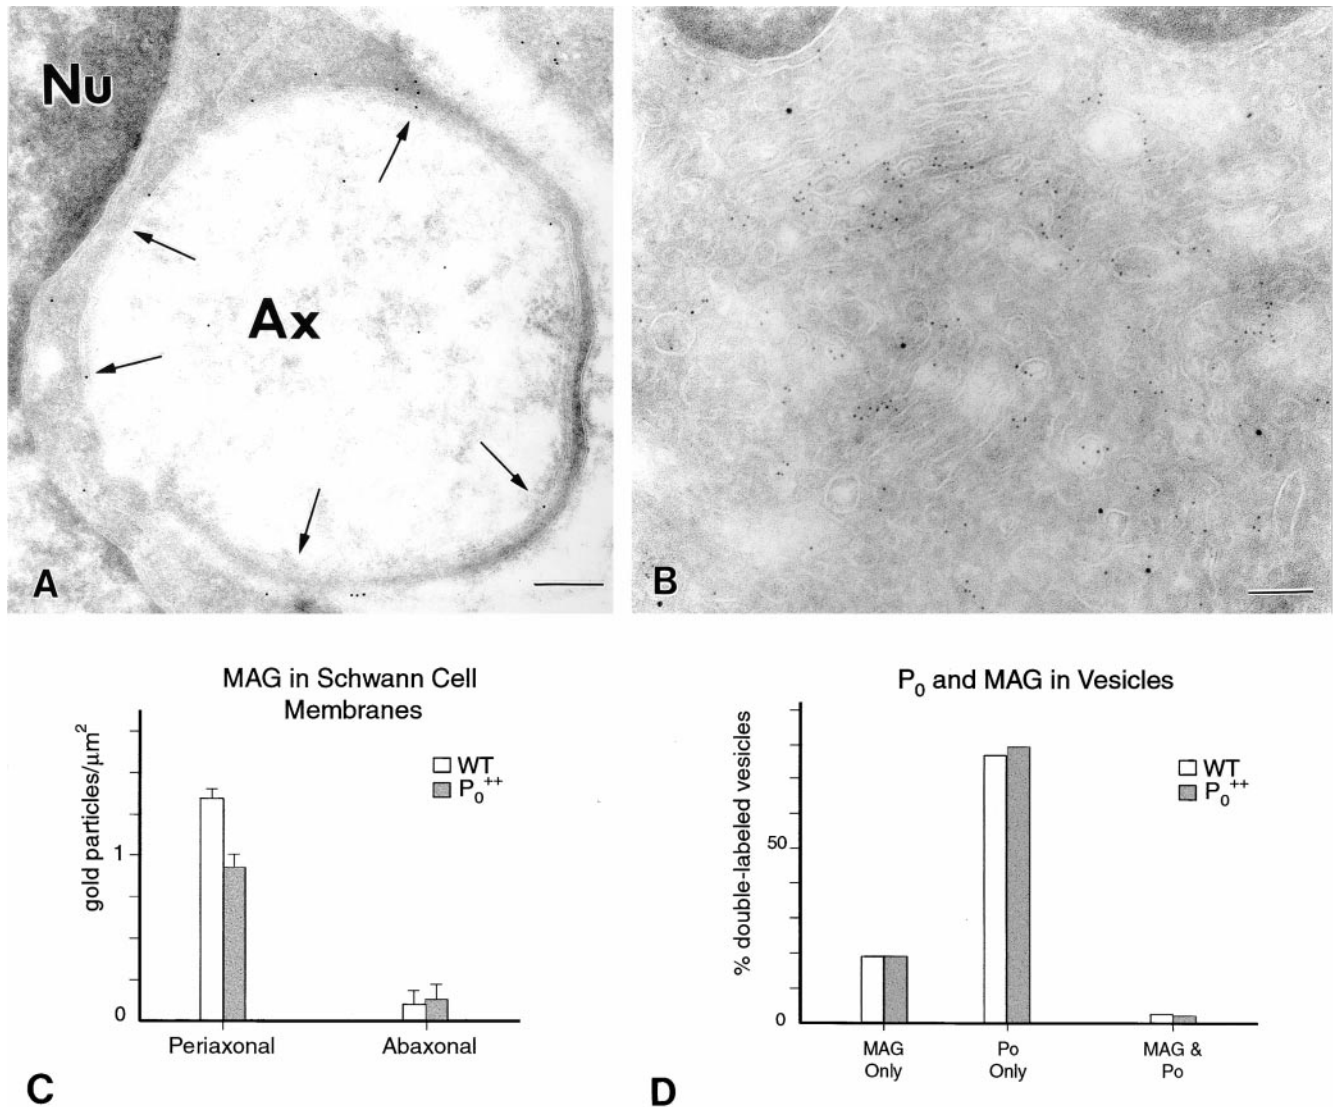 Nu
Ax
A
B
MAG in Schwann Cell
Membranes
gold particles/μm²
1
0
WT
P₀⁺⁺
Periaxonal
Abaxonal
C
P₀ and MAG in Vesicles
% double-labeled vesicles
50
0
WT
P₀⁺⁺
MAG
Only
Po
Only
MAG &
Po
D